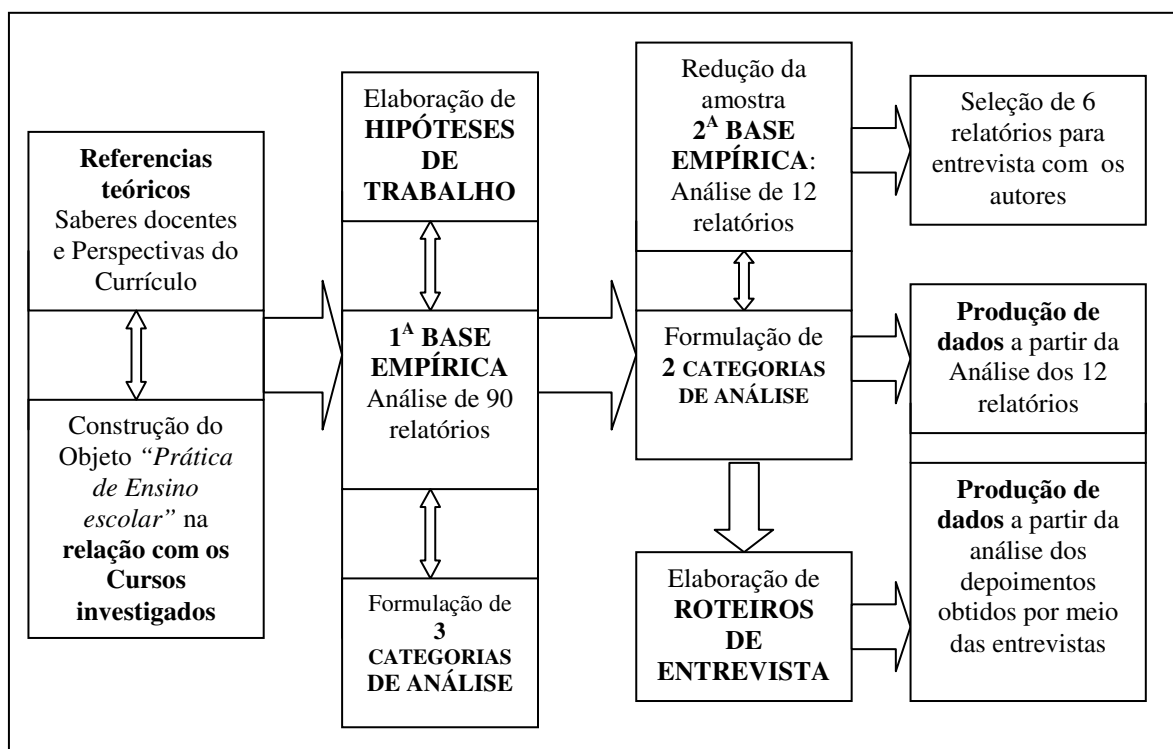 Referencias
teóricos
Saberes docentes
e Perspectivas do
Currículo
Construção do
Objeto “Prática
de Ensino
escolar” na
relação com os
Cursos
investigados
Elaboração de
HIPÓTESES
DE
TRABALHO
1A BASE
EMPÍRICA
Análise de 90
relatórios
Formulação de
3
CATEGORIAS
DE ANÁLISE
Redução da
amostra
2A BASE
EMPÍRICA:
Análise de 12
relatórios
Formulação de
2 CATEGORIAS
DE ANÁLISE
Elaboração de
ROTEIROS
DE
ENTREVISTA
Seleção de 6
relatórios para
entrevista com os
autores
Produção de
dados a partir da
Análise dos 12
relatórios
Produção de
dados a partir da
análise dos
depoimentos
obtidos por meio
das entrevistas